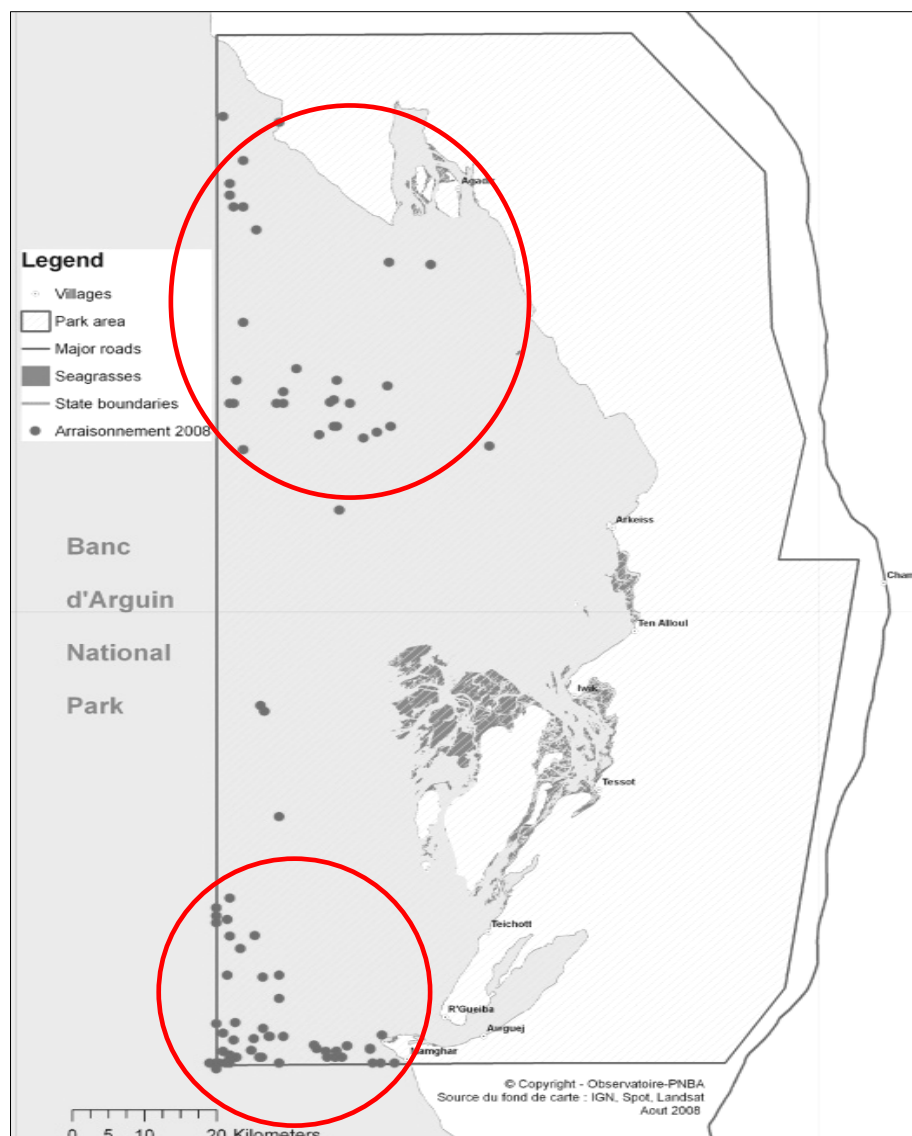 Legend
Villages
Park area
Major roads
Seagrasses
State boundaries
Arraisonnement 2008
Banc
d'Arguin
National
Park
Arkeiss
Cham
Ten Alloul
Iwik
Tessot
Teichott
R'Gueiba
Awguej
Mamghar
© Copyright - Observatoire-PNBA
Source du fond de carte : IGN, Spot, Landsat
Aout 2008
0 5 10 20 Kilometers